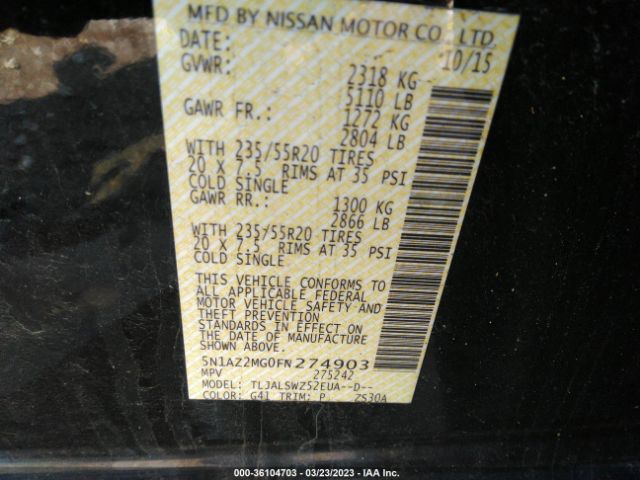 MFD BY NISSAN MOTOR CO., LTD.
DATE: 10/15
GVWR: 2318 KG
5110 LB
GAWR FR.: 1272 KG
2804 LB
WITH 235/55R20 TIRES
20 X 7.5 RIMS AT 35 PSI
COLD SINGLE
GAWR RR.: 1300 KG
2866 LB
WITH 235/55R20 TIRES
20 X 7.5 RIMS AT 35 PSI
COLD SINGLE
THIS VEHICLE CONFORMS TO
ALL APPLICABLE FEDERAL
MOTOR VEHICLE SAFETY AND
THEFT PREVENTION
STANDARDS IN EFFECT ON
THE DATE OF MANUFACTURE
SHOWN ABOVE.
5N1AZ2MG0FN274903
MPV 275242
MODEL: TLJALSWZ52EUA--D--
COLOR: G41 TRIM: P ZS30A
000-36104703 - 03/23/2023 - IAA Inc.